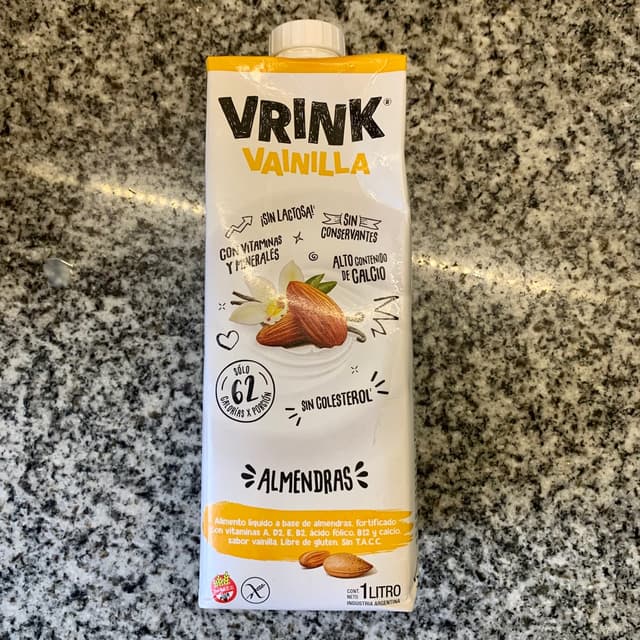 VRINK®
VAINILLA
¡SIN LACTOSA!
SIN
CONSERVANTES
CON VITAMINAS
Y MINERALES
ALTO CONTENIDO
DE CALCIO
SÓLO
62
CALORÍAS X PORCIÓN
SIN COLESTEROL
ALMENDRAS
Alimento líquido a base de almendras, fortificado
con vitaminas A, D2, E, B2, ácido fólico, B12 y calcio,
sabor vainilla. Libre de gluten. Sin T.A.C.C.
CONT.
NETO
1 LITRO
INDUSTRIA ARGENTINA